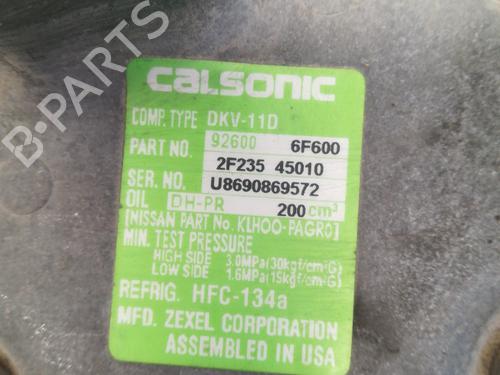 B-PARTS
CALSONIC
COMP. TYPE DKV-11D
PART NO. 92600 6F600
2F235 45010
SER. NO. U8690869572
OIL DH-PR 200 cm³
[NISSAN PART No. KLHOO-PAGRO]
MIN. TEST PRESSURE
HIGH SIDE 3.0MPa(30kgf/cm²G)
LOW SIDE 1.6MPa(15kgf/cm²G)
REFRIG. HFC-134a
MFD. ZEXEL CORPORATION
ASSEMBLED IN USA